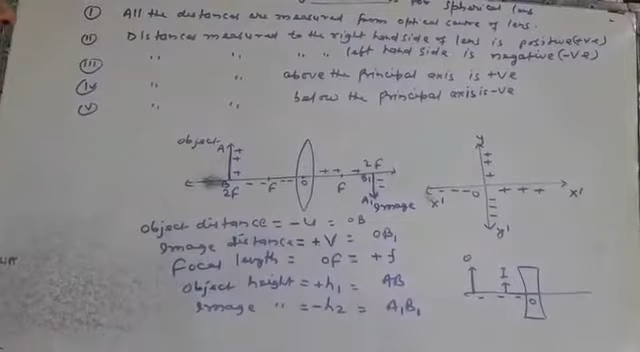 for spherical lens
(i) All the distances are measured from optical centre of lens.
(ii) Distances measured to the right hand side of lens is positive(+ve)
(iii) " " " " left hand side is negative(-ve)
(iv) " " above the principal axis is +ve
(v) " " below the principal axis is -ve
object
A
B
2F
F
O
F
2F
B₁
A₁
Image
y
x'
O
x'
y'
object distance = -u = OB
Image distance = +V = OB₁
Focal length = OF = +f
object height = +h₁ = AB
Image " = -h₂ = A₁B₁
O
I
O